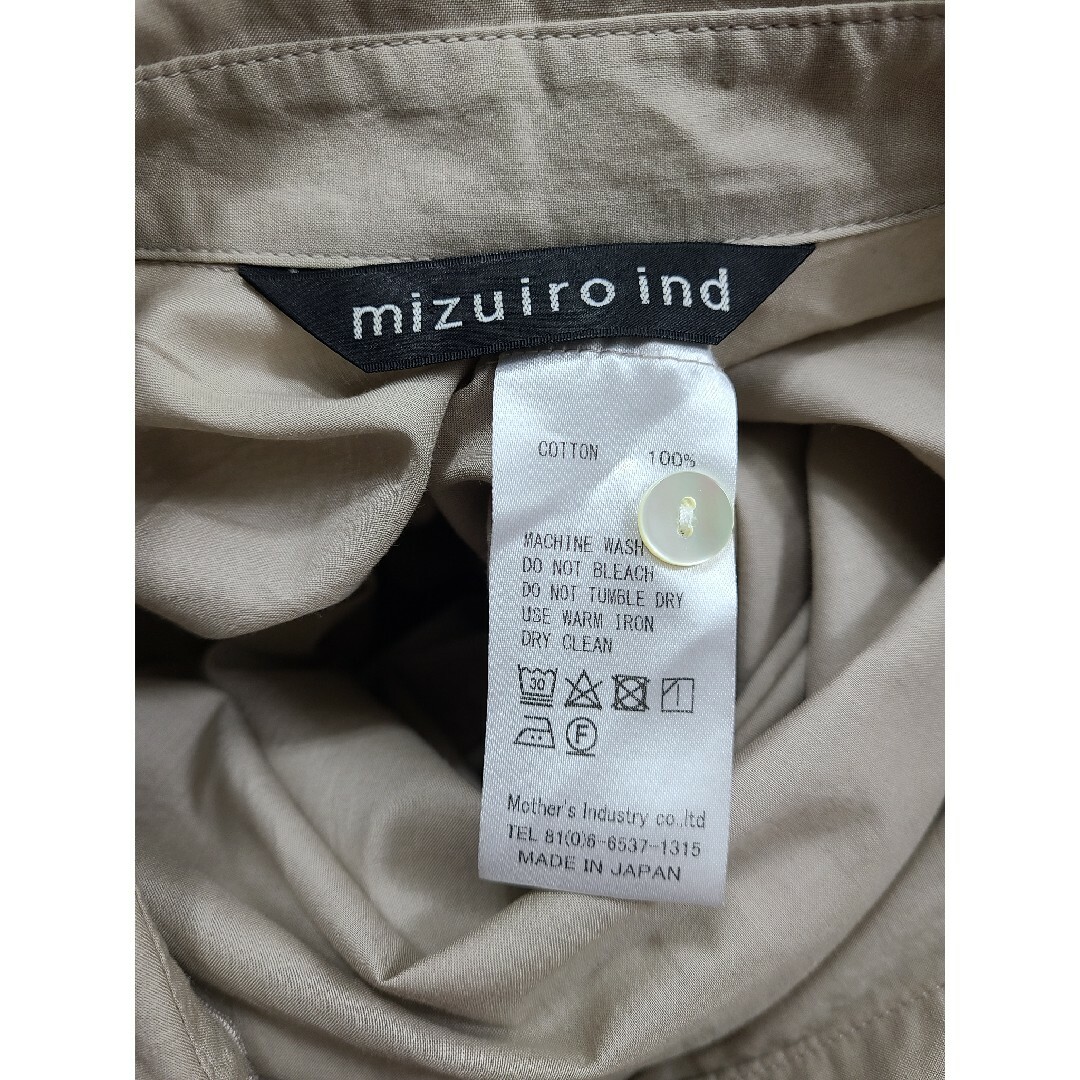 mizuiro ind
COTTON 100%
MACHINE WASH
DO NOT BLEACH
DO NOT TUMBLE DRY
USE WARM IRON
DRY CLEAN
30
F
Mother's Industry co.,ltd
TEL 81(0)6-6537-1315
MADE IN JAPAN